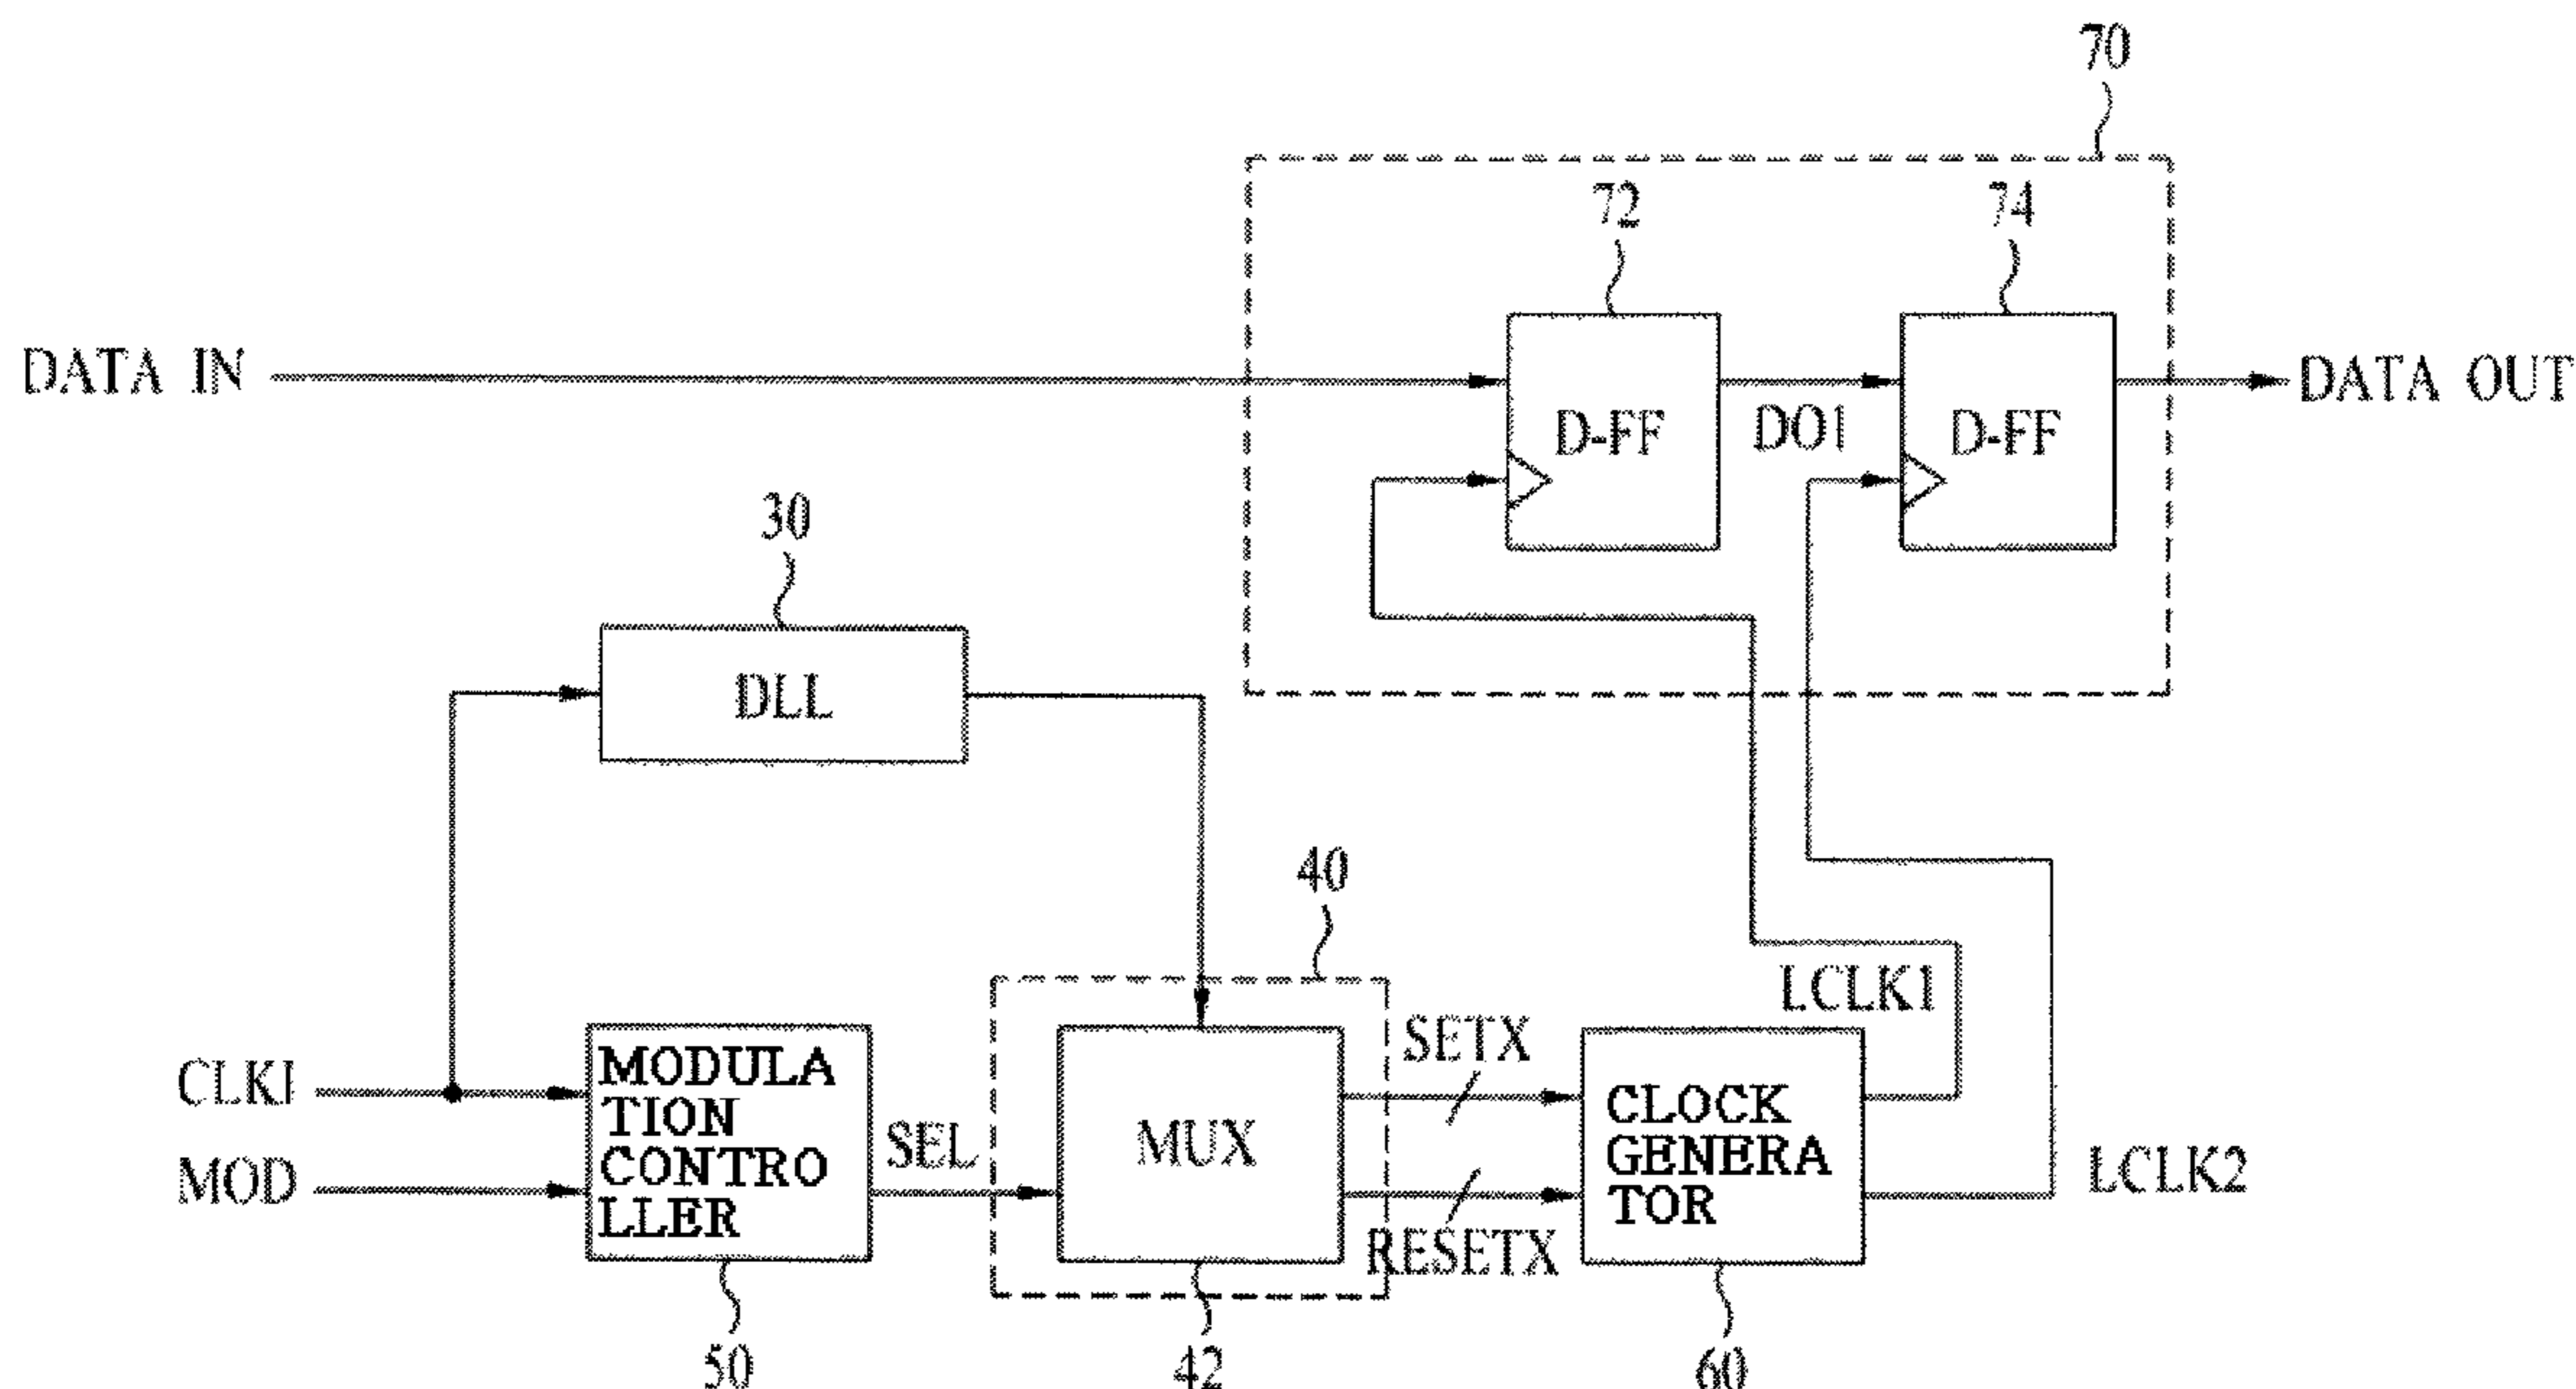 70
72
74
DATA IN
D-FF
DO1
D-FF
DATA OUT
30
DLL
40
LCLK1
SETX
CLKI
MODULA
TION
CONTRO
LLER
SEL
MUX
CLOCK
GENERA
TOR
MOD
LCLK2
RESETX
50
42
60